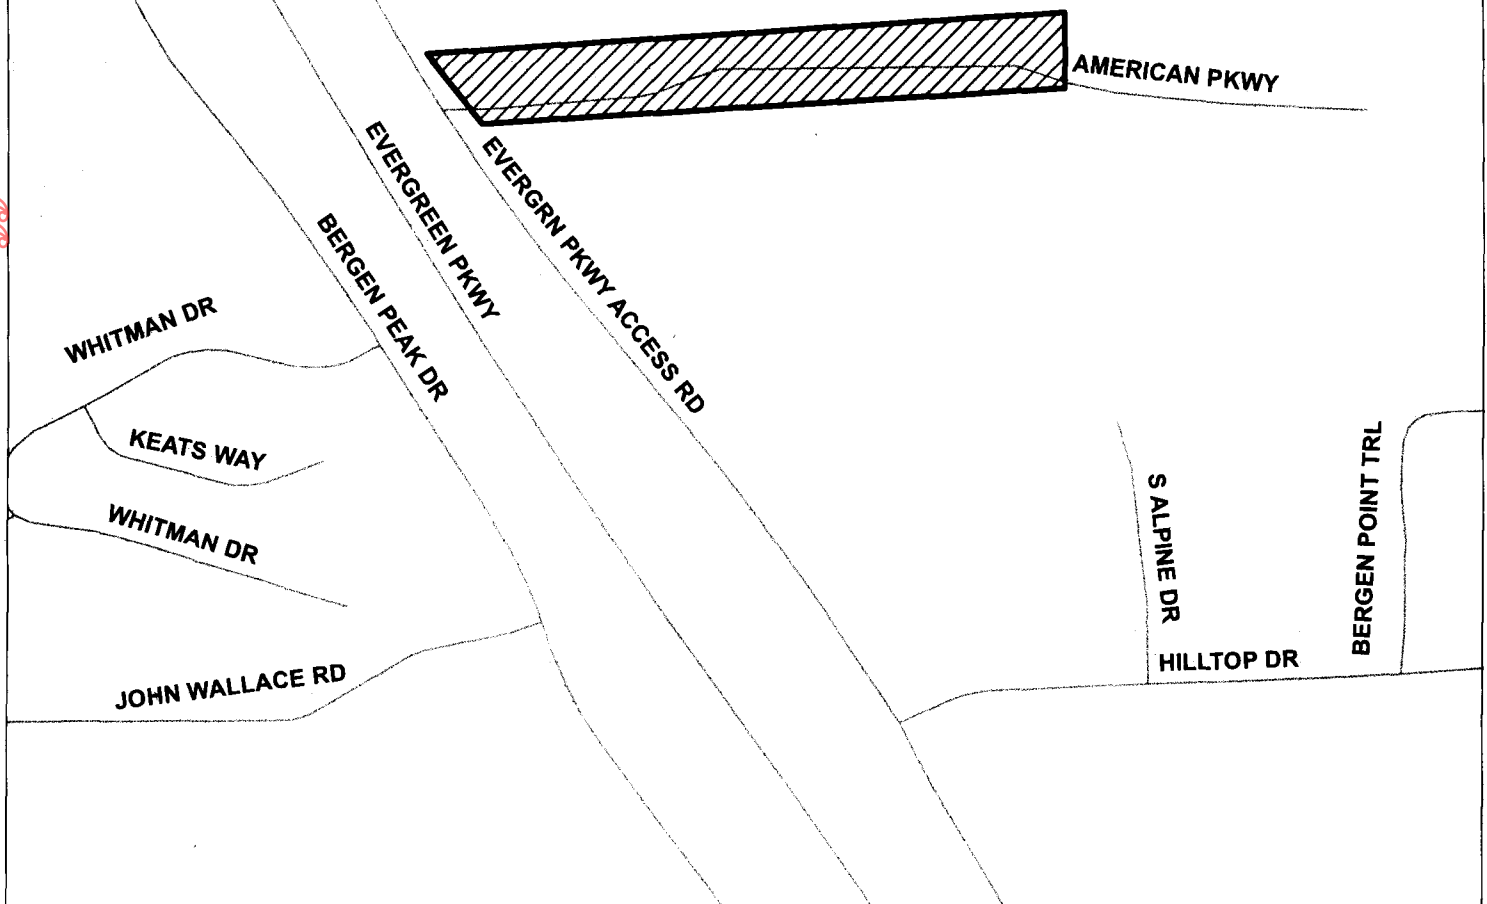 AMERICAN PKWY
EVERGREEN PKWY
EVERGRN PKWY ACCESS RD
BERGEN PEAK DR
WHITMAN DR
KEATS WAY
WHITMAN DR
S ALPINE DR
BERGEN POINT TRL
HILLTOP DR
JOHN WALLACE RD